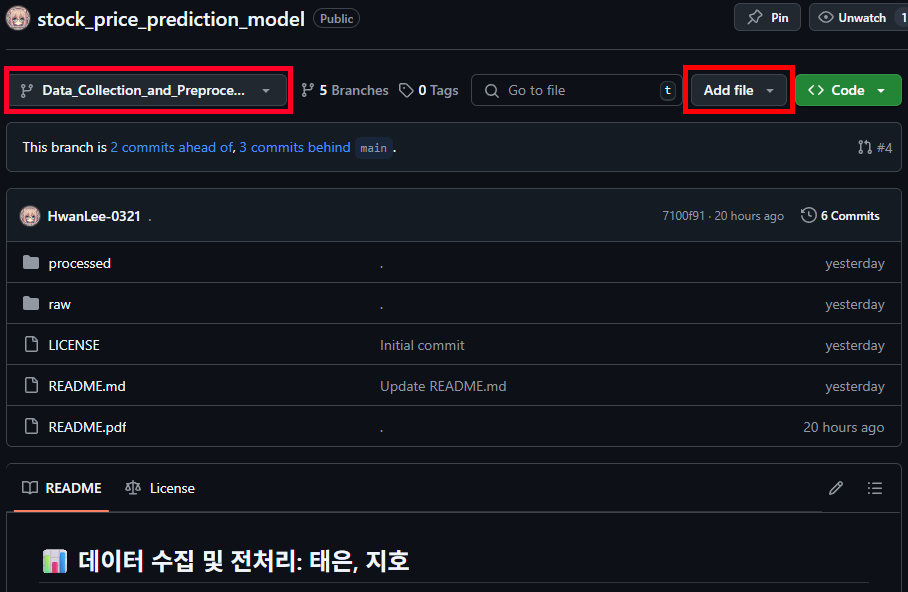 stock_price_prediction_model Public Pin Unwatch 1
Data_Collection_and_Preproce... 5 Branches 0 Tags Go to file t Add file Code
This branch is 2 commits ahead of, 3 commits behind main . #4
HwanLee-0321 . 7100f91 · 20 hours ago 6 Commits
processed . yesterday
raw . yesterday
LICENSE Initial commit yesterday
README.md Update README.md yesterday
README.pdf . 20 hours ago
README License
데이터 수집 및 전처리: 태은, 지호